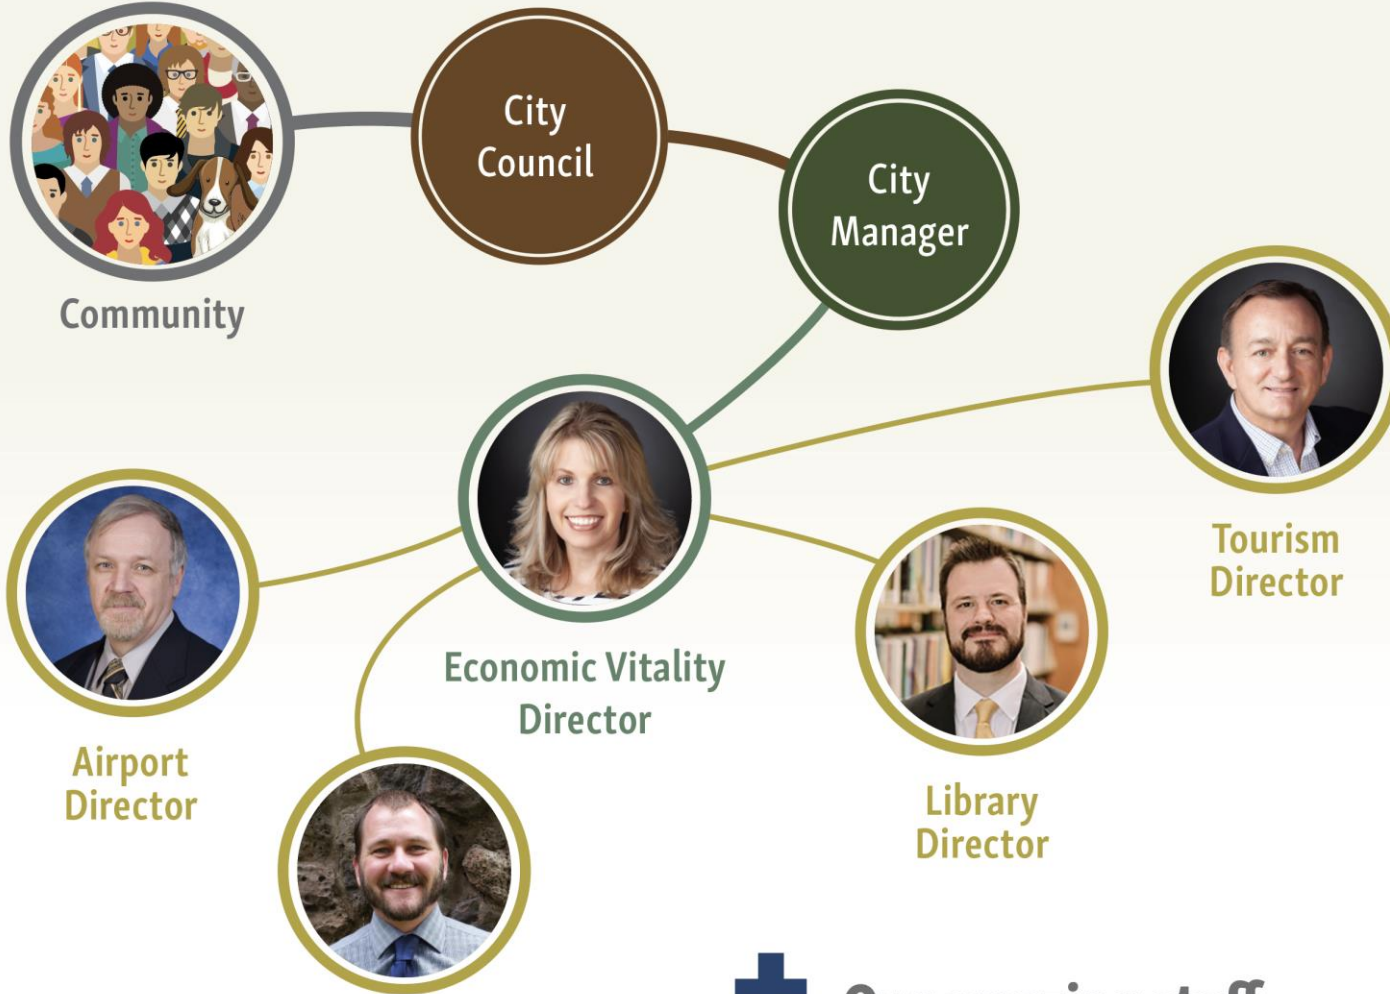 City
Council
City
Manager
Community
Tourism
Director
Economic Vitality
Director
Airport
Director
Library
Director